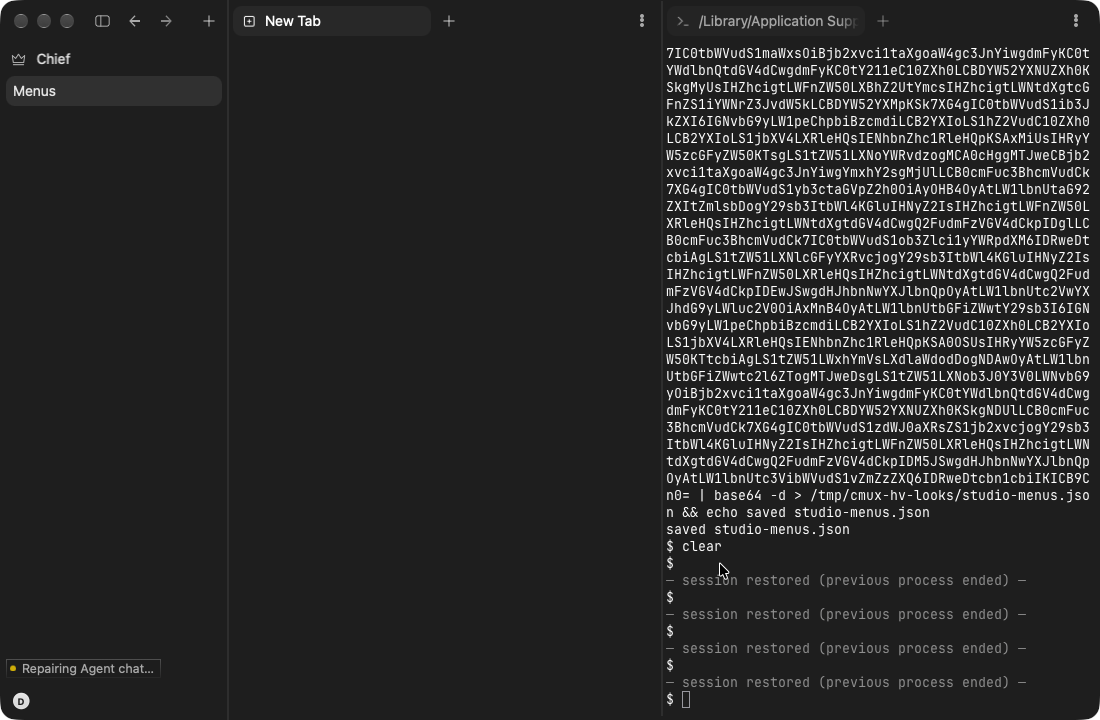 New Tab
/Library/Application Supp
Chief
Menus
7IC0tbWVudS1maWxsOiBjb2xvci1taXgoaW4gc3JnYiwgdmFyKC0t
YWdlbnQtdGV4dCwgdmFyKC0tY211eC10ZXh0LCBDYW52YXNUZXh0K
SkgMyUsIHZhcigtLWFnZW50LXBhZ2UtYmcsIHZhcigtLWNtdXgtcG
FnZS1iYWNrZ3JvdW5kLCBDYW52YXMpKSk7XG4gIC0tbWVudS1ib3J
kZXI6IGNvbG9yLW1peChpbiBzcmdiLCB2YXIoLS1hZ2VudC10ZXh0
LCB2YXIoLS1jbXV4LXRleHQsIENhbnZhc1RleHQpKSAxMiUsIHRyY
W5zcGFyZW50KTsgLS1tZW51LXNoYWRvdzogMCA0cHggMTJweCBjb2
xvci1taXgoaW4gc3JnYiwgYmxhY2sgMjUlLCB0cmFuc3BhcmVudCk
7XG4gIC0tbWVudS1yb3ctaGVpZ2h0OiAyOHB4OyAtLW1lbnUtaG92
ZXItZmlsbDogY29sb3ItbWl4KGluIHNyZ2IsIHZhcigtLWFnZW50L
XRleHQsIHZhcigtLWNtdXgtdGV4dCwgQ2FudmFzVGV4dCkpIDglLC
B0cmFuc3BhcmVudCk7IC0tbWVudS1ob3Zlci1yYWRpdXM6IDRweDt
cbiAgLS1tZW51LXNlcGFyYXRvcjogY29sb3ItbWl4KGluIHNyZ2Is
IHZhcigtLWFnZW50LXRleHQsIHZhcigtLWNtdXgtdGV4dCwgQ2Fud
mFzVGV4dCkpIDEwJSwgdHJhbnNwYXJlbnQpOyAtLW1lbnUtc2VwYX
JhdG9yLWluc2V0OiAxMnB4OyAtLW1lbnUtbGFiZWwtY29sb3I6IGN
vbG9yLW1peChpbiBzcmdiLCB2YXIoLS1hZ2VudC10ZXh0LCB2YXIo
LS1jbXV4LXRleHQsIENhbnZhc1RleHQpKSA0OSUsIHRyYW5zcGFyZ
W50KTtcbiAgLS1tZW51LWxhYmVsLXdlaWdodDogNDAwOyAtLW1lbn
UtbGFiZWwtc2l6ZTogMTJweDsgLS1tZW51LXNob3J0Y3V0LWNvbG9
yOiBjb2xvci1taXgoaW4gc3JnYiwgdmFyKC0tYWdlbnQtdGV4dCwg
dmFyKC0tY211eC10ZXh0LCBDYW52YXNUZXh0KSkgNDUlLCB0cmFuc
3BhcmVudCk7XG4gIC0tbWVudS1zdWJ0aXRsZS1jb2xvcjogY29sb3
ItbWl4KGluIHNyZ2IsIHZhcigtLWFnZW50LXRleHQsIHZhcigtLWN
tdXgtdGV4dCwgQ2FudmFzVGV4dCkpIDM5JSwgdHJhbnNwYXJlbnQp
OyAtLW1lbnUtc3VibWVudS1vZmZzZXQ6IDRweDtcbn1cbiIKICB9C
n0= | base64 -d > /tmp/cmux-hv-looks/studio-menus.jso
n && echo saved studio-menus.json
saved studio-menus.json
$ clear
$
— session restored (previous process ended) —
$
— session restored (previous process ended) —
$
— session restored (previous process ended) —
$
— session restored (previous process ended) —
$
Repairing Agent chat...
D